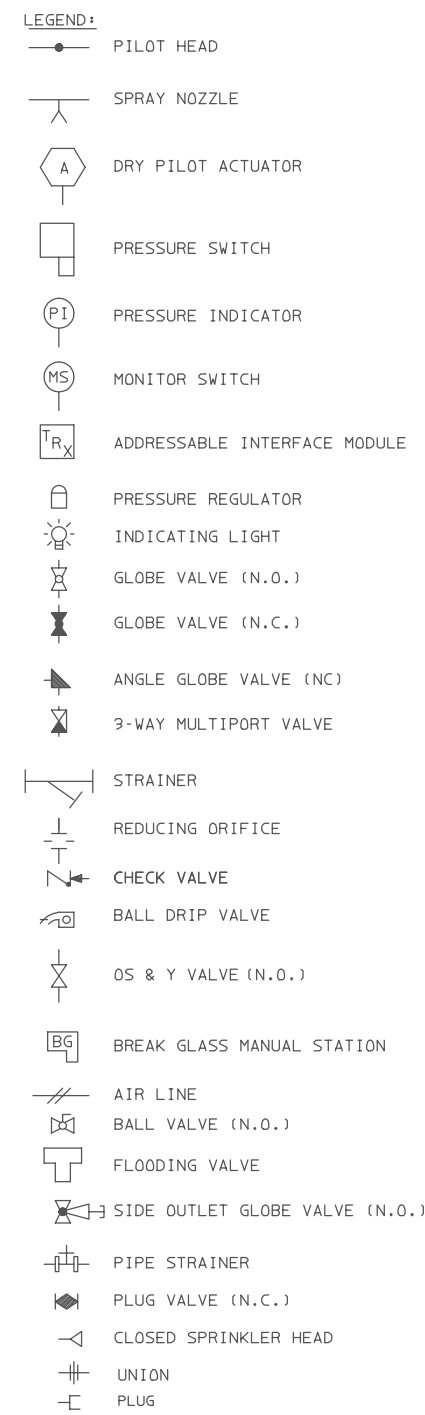 LEGEND:
PILOT HEAD
SPRAY NOZZLE
A DRY PILOT ACTUATOR
PRESSURE SWITCH
PI PRESSURE INDICATOR
MS MONITOR SWITCH
TRX ADDRESSABLE INTERFACE MODULE
PRESSURE REGULATOR
INDICATING LIGHT
GLOBE VALVE (N.O.)
GLOBE VALVE (N.C.)
ANGLE GLOBE VALVE (NC)
3-WAY MULTIPORT VALVE
STRAINER
REDUCING ORIFICE
CHECK VALVE
BALL DRIP VALVE
OS & Y VALVE (N.O.)
BG BREAK GLASS MANUAL STATION
AIR LINE
BALL VALVE (N.O.)
FLOODING VALVE
SIDE OUTLET GLOBE VALVE (N.O.)
PIPE STRAINER
PLUG VALVE (N.C.)
CLOSED SPRINKLER HEAD
UNION
PLUG